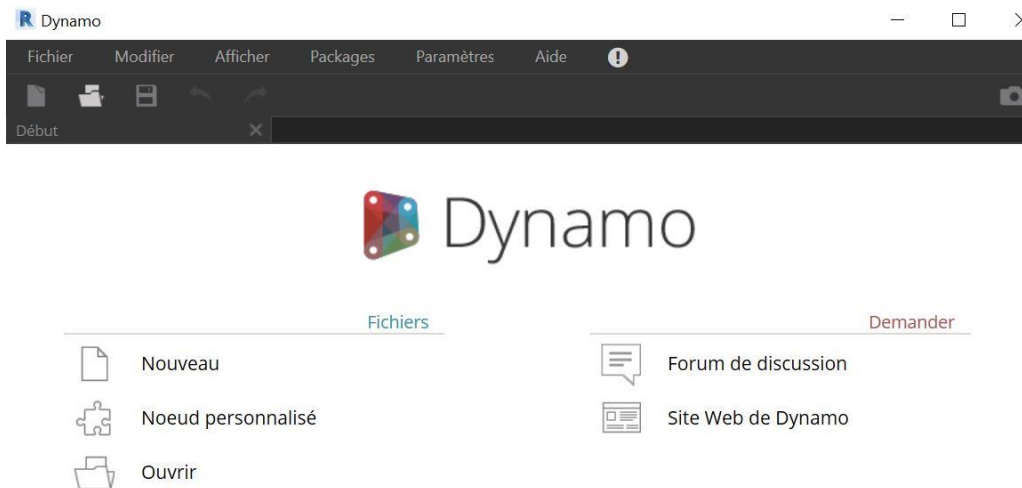 Dynamo
Fichier Modifier Afficher Packages Paramètres Aide
Début
Dynamo
Fichiers
Demander
Nouveau
Forum de discussion
Noeud personnalisé
Site Web de Dynamo
Ouvrir